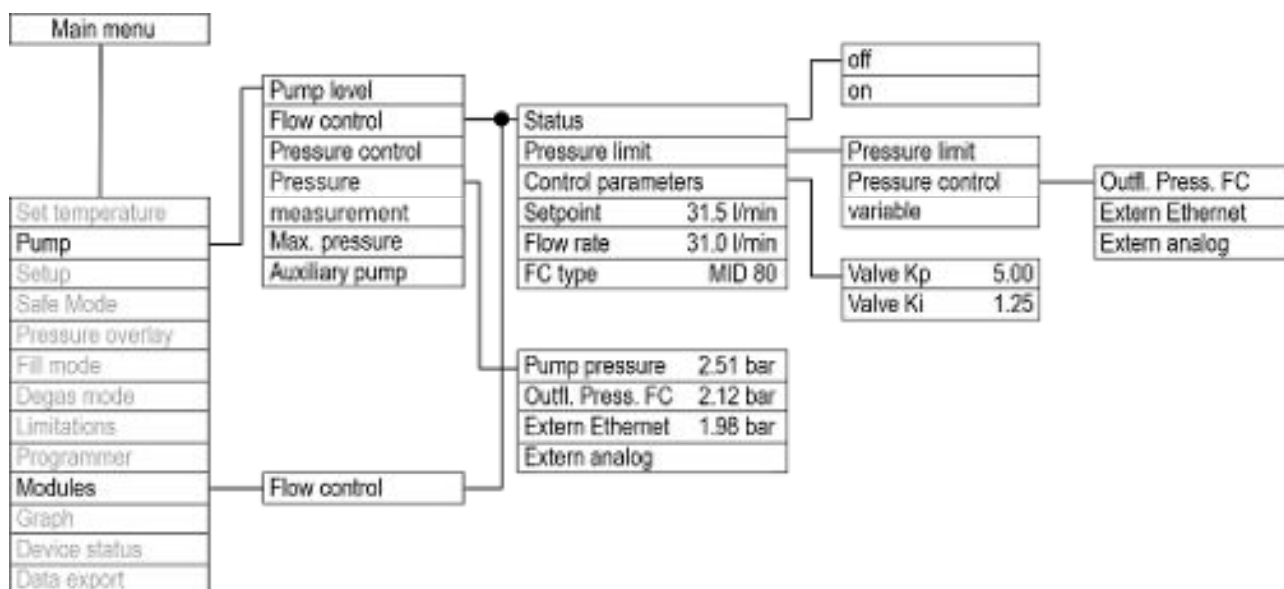 Main menu
Set temperature
Pump
Setup
Safe Mode
Pressure overlay
Fill mode
Degas mode
Limitations
Programmer
Modules
Graph
Device status
Data export
Pump level
Flow control
Pressure control
Pressure
measurement
Max. pressure
Auxiliary pump
Flow control
Status
Pressure limit
Control parameters
Setpoint 31.5 l/min
Flow rate 31.0 l/min
FC type MID 80
Pump pressure 2.51 bar
Outfl. Press. FC 2.12 bar
Extern Ethernet 1.98 bar
Extern analog
off
on
Pressure limit
Pressure control
variable
Valve Kp 5.00
Valve Ki 1.25
Outfl. Press. FC
Extern Ethernet
Extern analog